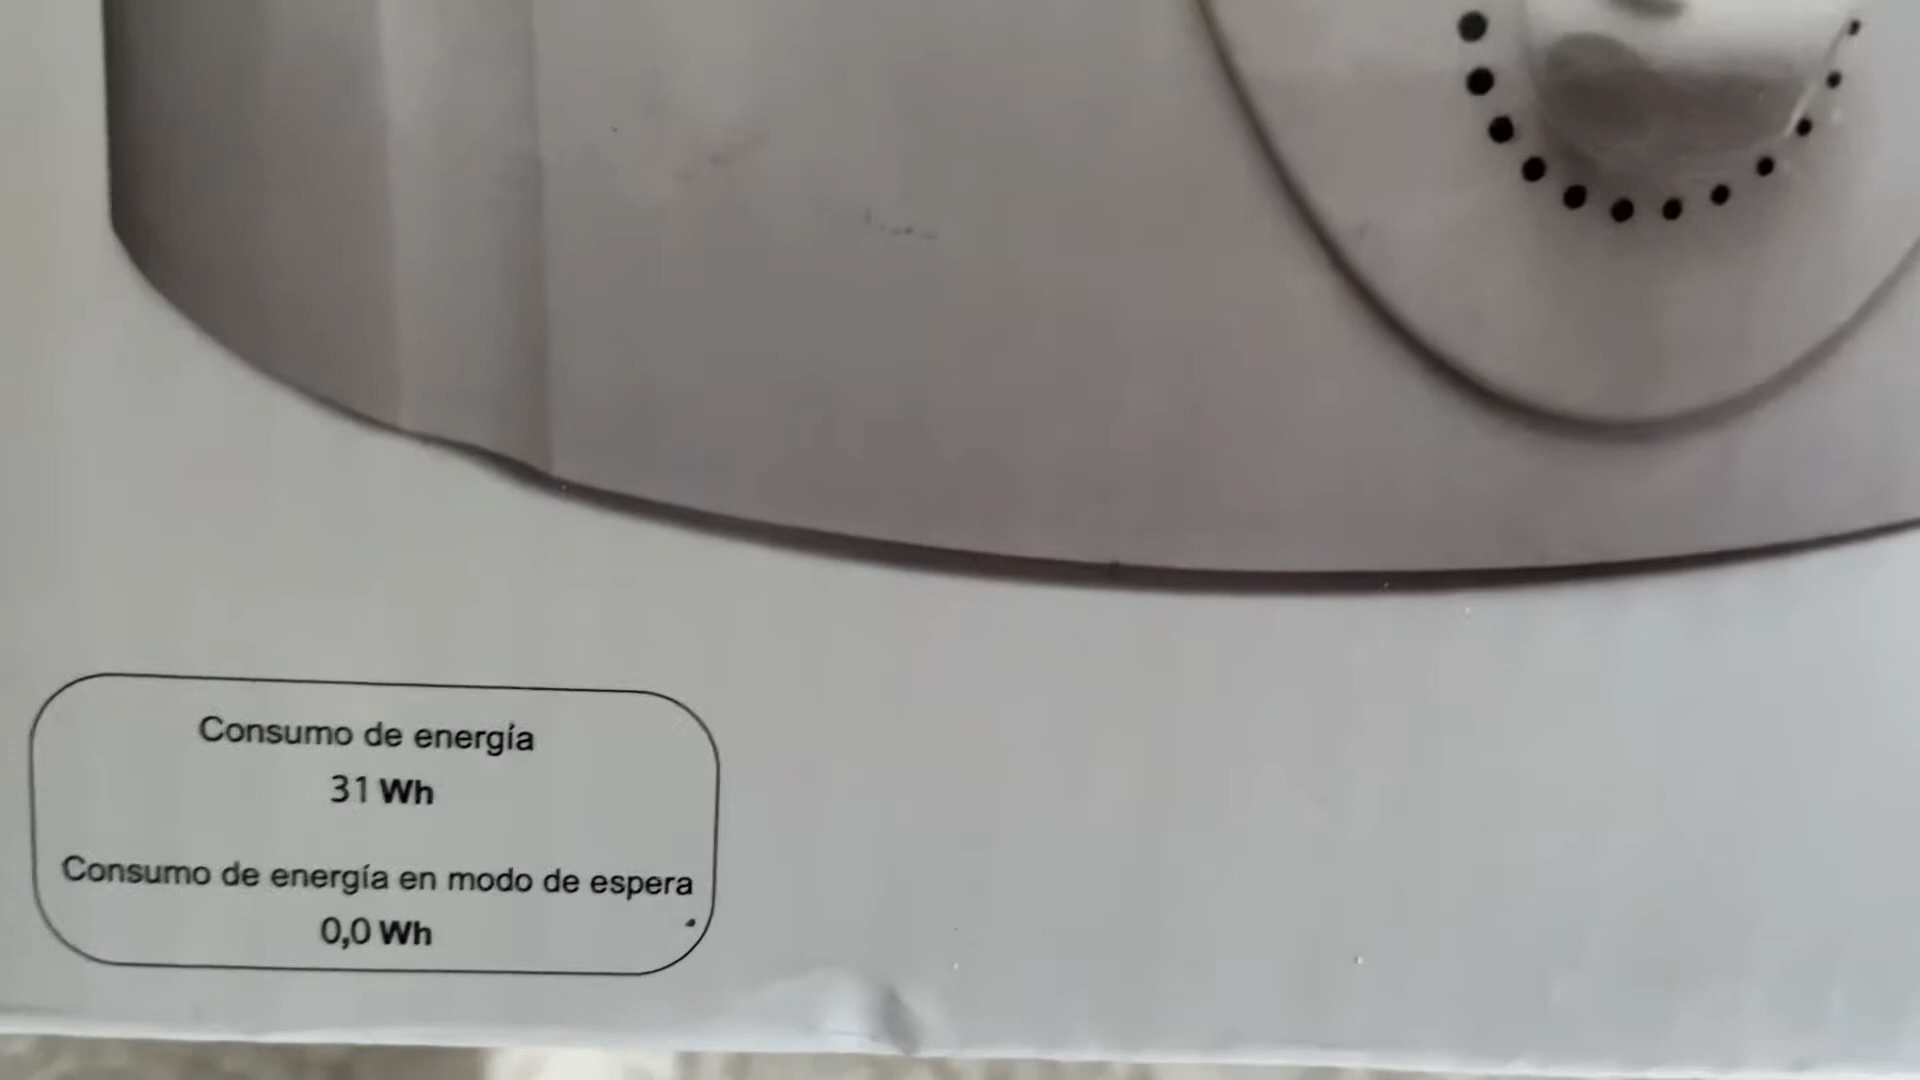 Consumo de energía
31 Wh
Consumo de energía en modo de espera
0,0 Wh